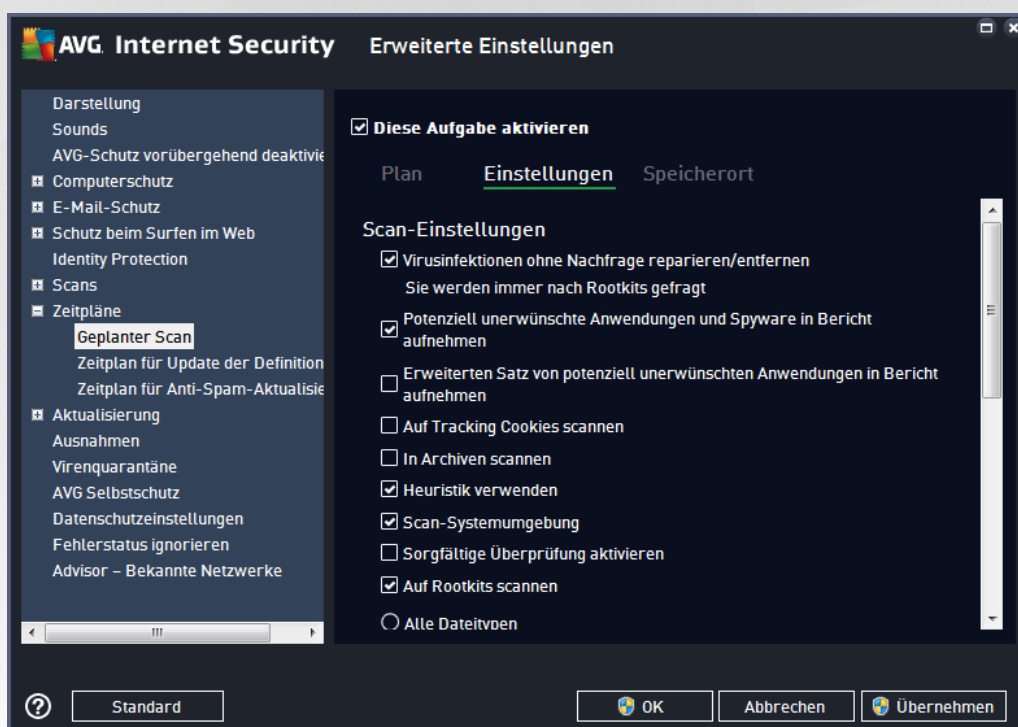 AVG. Internet Security
Erweiterte Einstellungen
Darstellung
Sounds
AVG-Schutz vorübergehend deaktivie
Computerschutz
E-Mail-Schutz
Schutz beim Surfen im Web
Identity Protection
Scans
Zeitpläne
Geplanter Scan
Zeitplan für Update der Definition
Zeitplan für Anti-Spam-Aktualisie
Aktualisierung
Ausnahmen
Virenquarantäne
AVG Selbstschutz
Datenschutzeinstellungen
Fehlerstatus ignorieren
Advisor – Bekannte Netzwerke
Diese Aufgabe aktivieren
Plan
Einstellungen
Speicherort
Scan-Einstellungen
Virusinfektionen ohne Nachfrage reparieren/entfernen
Sie werden immer nach Rootkits gefragt
Potenziell unerwünschte Anwendungen und Spyware in Bericht
aufnehmen
Erweiterten Satz von potenziell unerwünschten Anwendungen in Bericht
aufnehmen
Auf Tracking Cookies scannen
In Archiven scannen
Heuristik verwenden
Scan-Systemumgebung
Sorgfältige Überprüfung aktivieren
Auf Rootkits scannen
Alle Dateitypen
Standard
OK
Abbrechen
Übernehmen